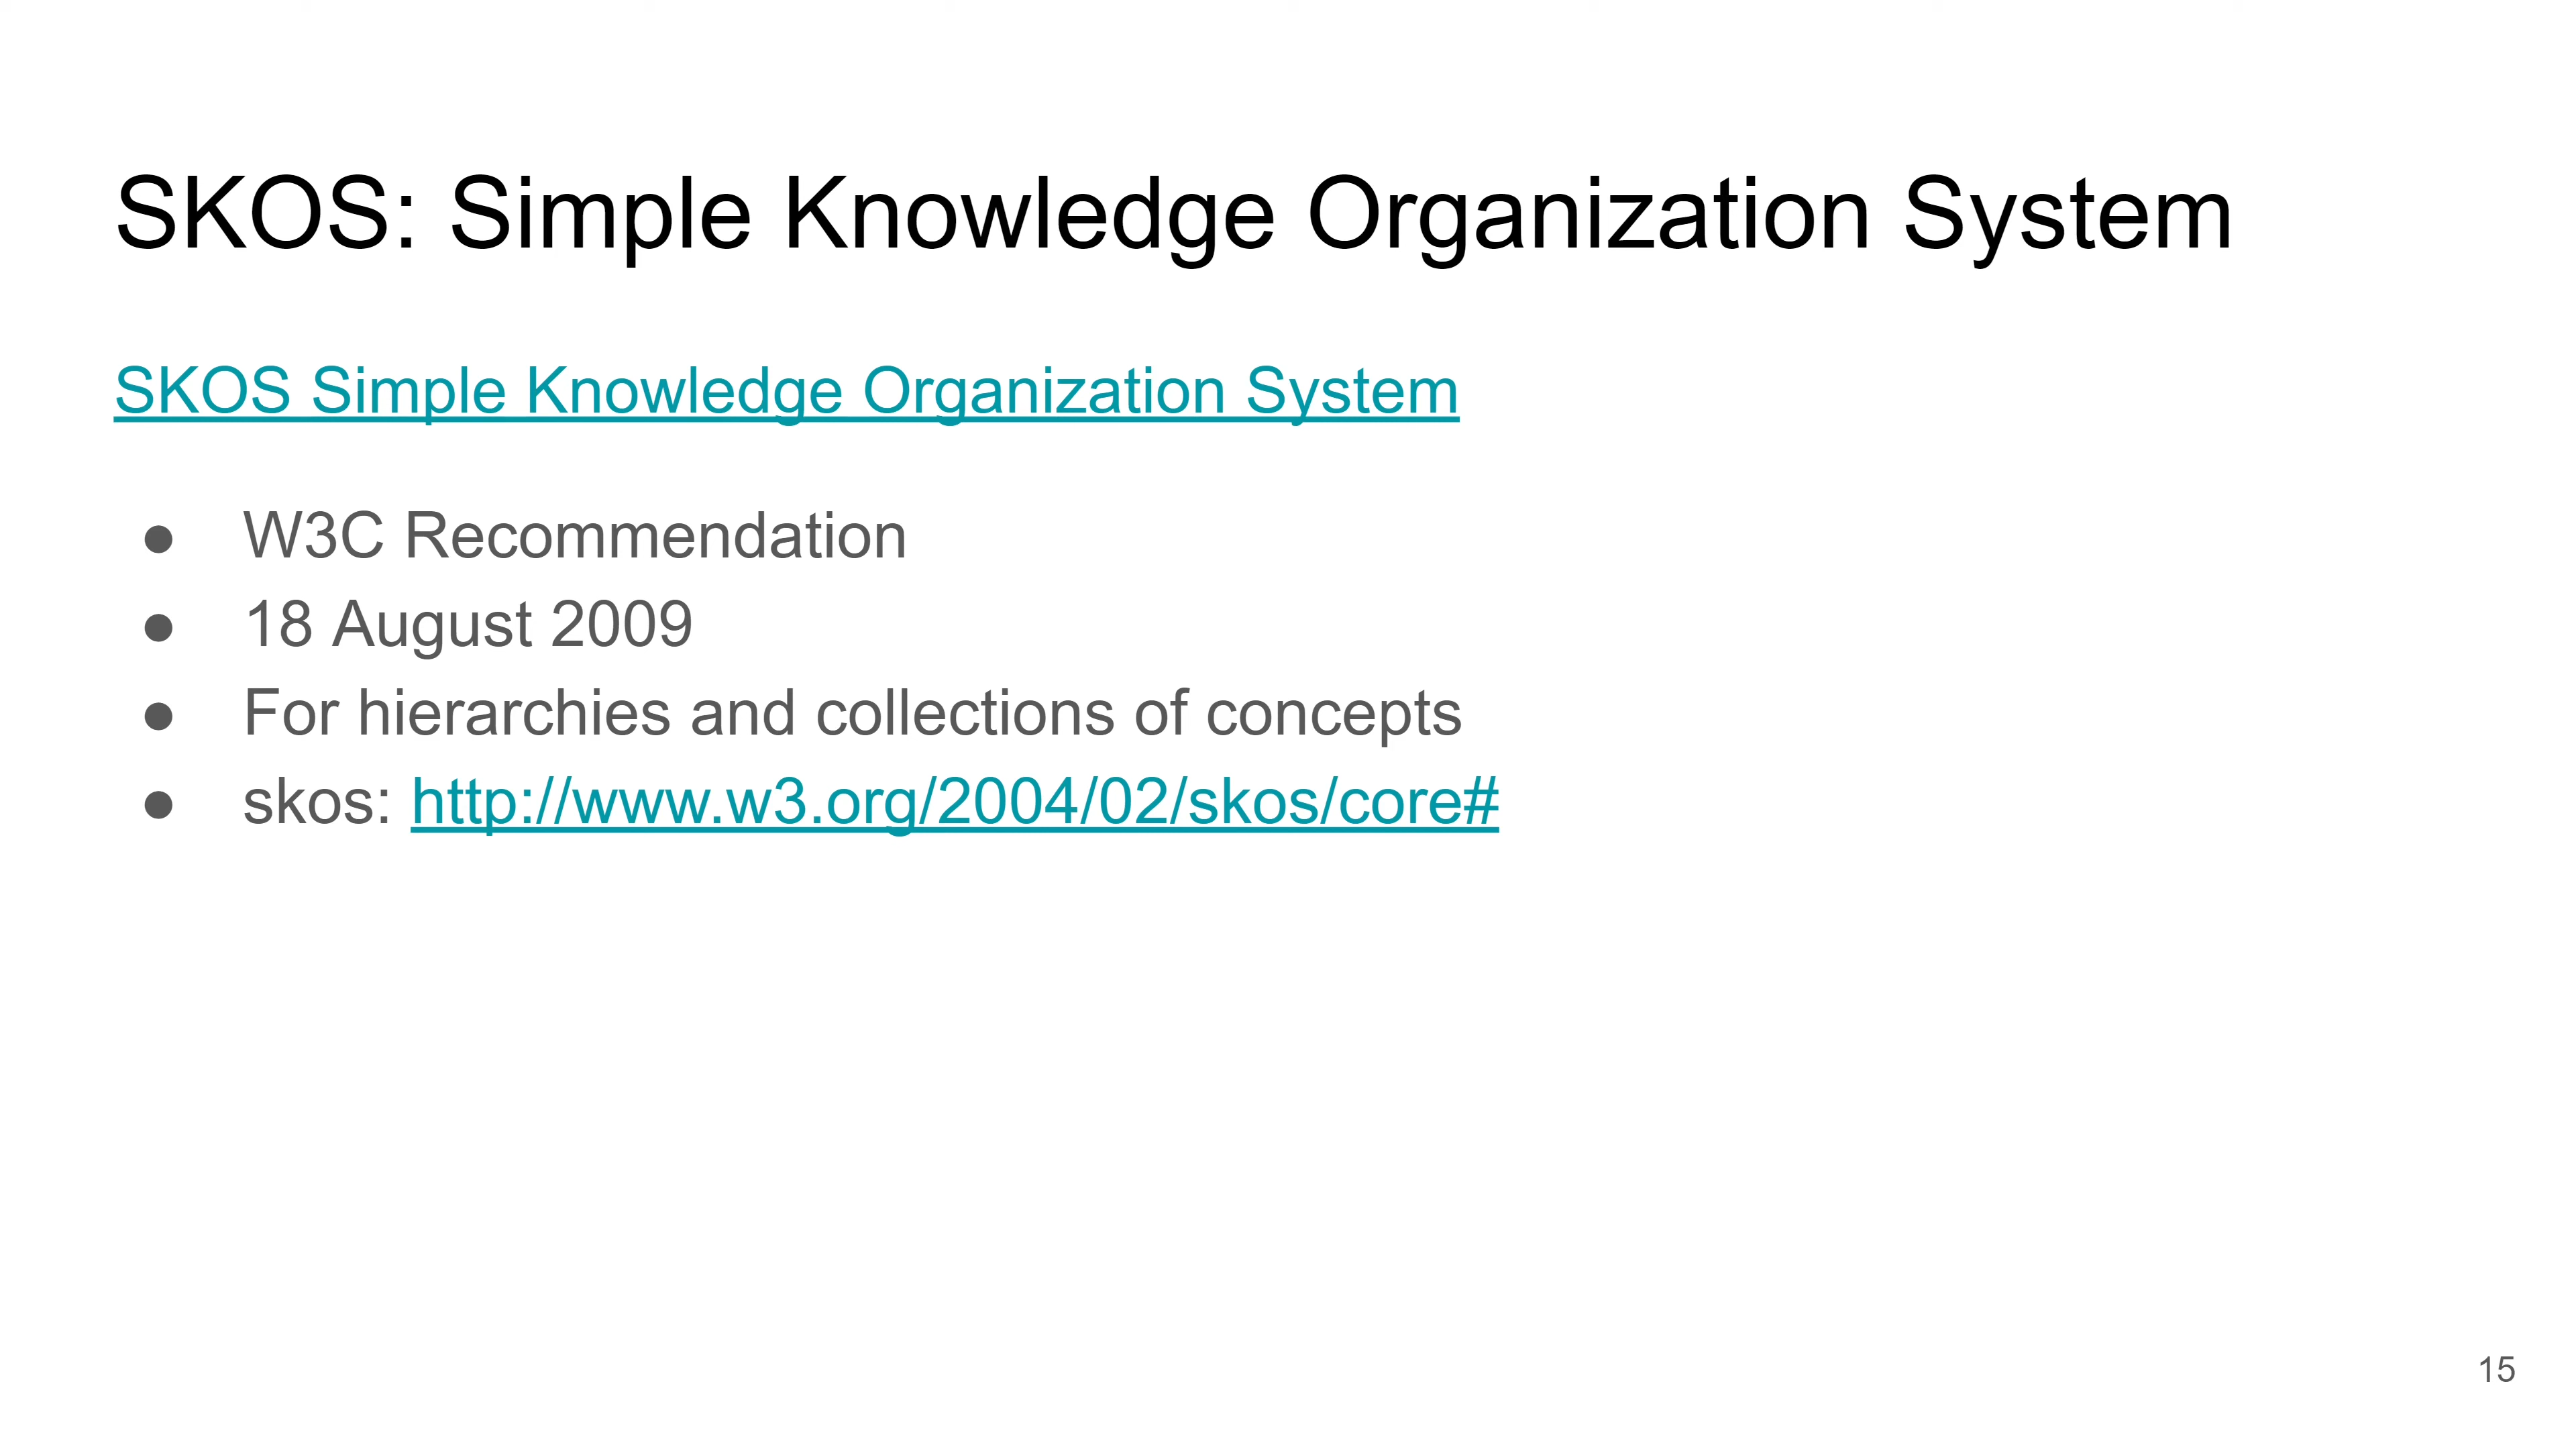 SKOS: Simple Knowledge Organization System
SKOS Simple Knowledge Organization System
● W3C Recommendation
● 18 August 2009
● For hierarchies and collections of concepts
● skos: http://www.w3.org/2004/02/skos/core#
15